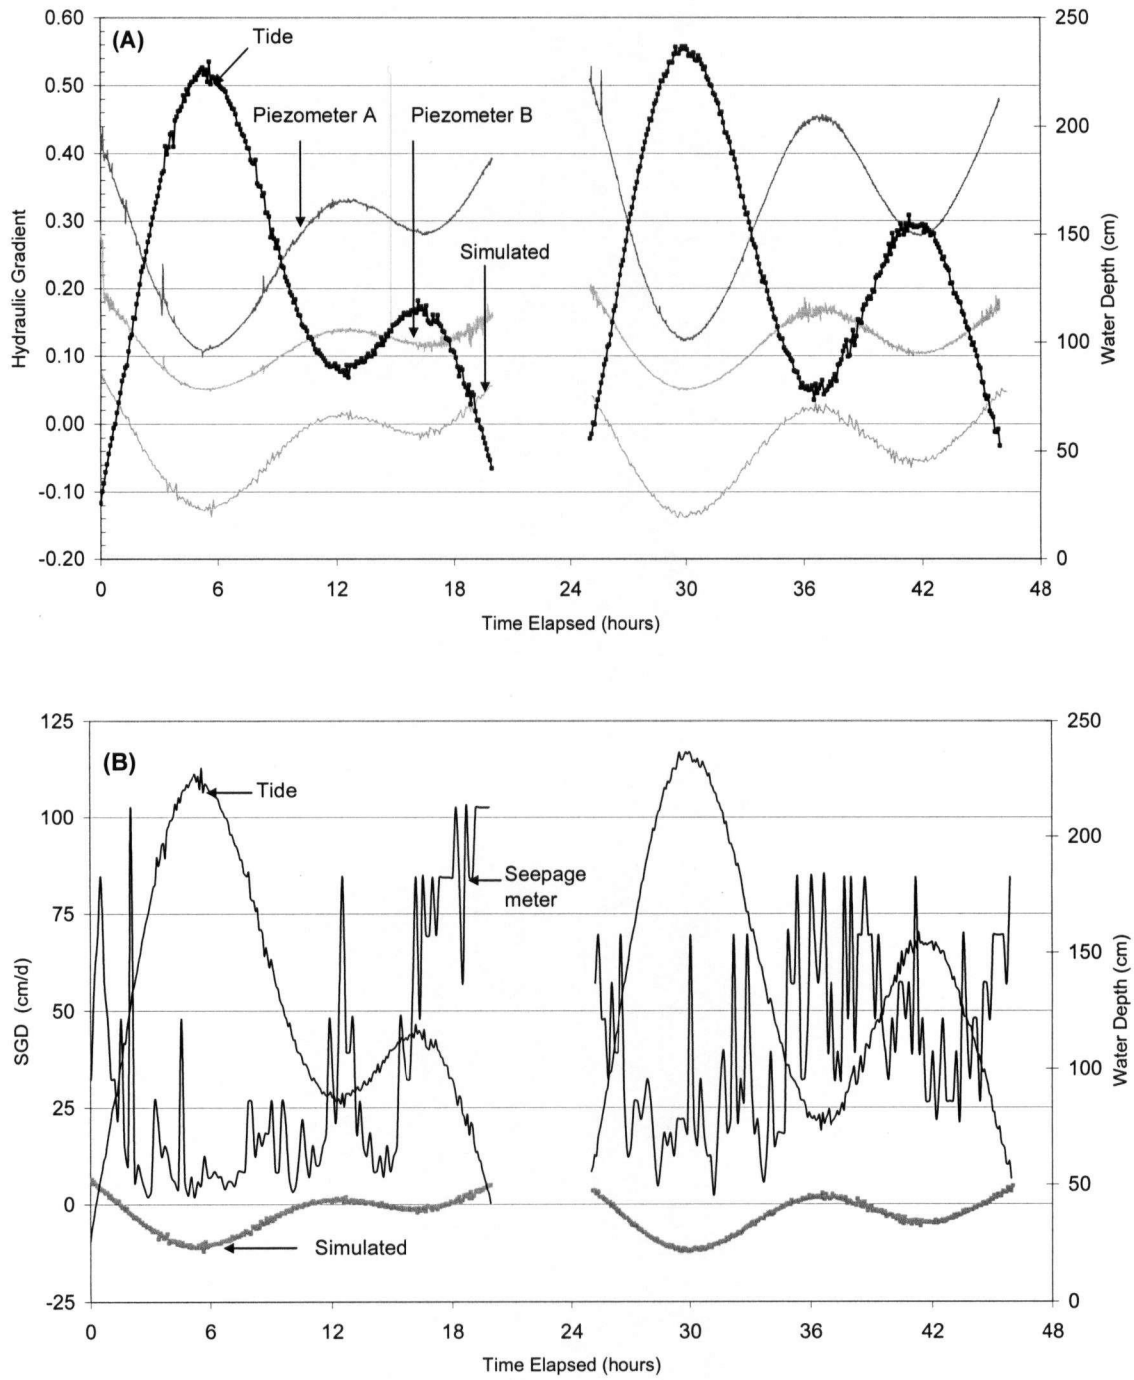 (A)
Tide
Piezometer A
Piezometer B
Simulated
Hydraulic Gradient
0.60
0.50
0.40
0.30
0.20
0.10
0.00
-0.10
-0.20
250
200
150
100
50
0
Water Depth (cm)
0 6 12 18 24 30 36 42 48
Time Elapsed (hours)
(B)
Tide
Seepage
meter
Simulated
SGD (cm/d)
125
100
75
50
25
0
-25
250
200
150
100
50
0
Water Depth (cm)
0 6 12 18 24 30 36 42 48
Time Elapsed (hours)